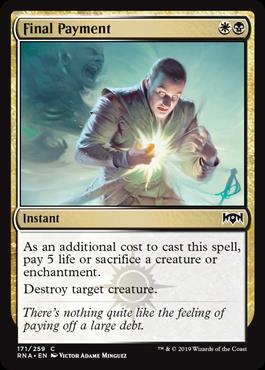 Final Payment
Instant
As an additional cost to cast this spell,
pay 5 life or sacrifice a creature or
enchantment.
Destroy target creature.
There's nothing quite like the feeling of
paying off a large debt.
171/259 C
RNA • EN Victor Adame Minguez
™ & © 2019 Wizards of the Coast